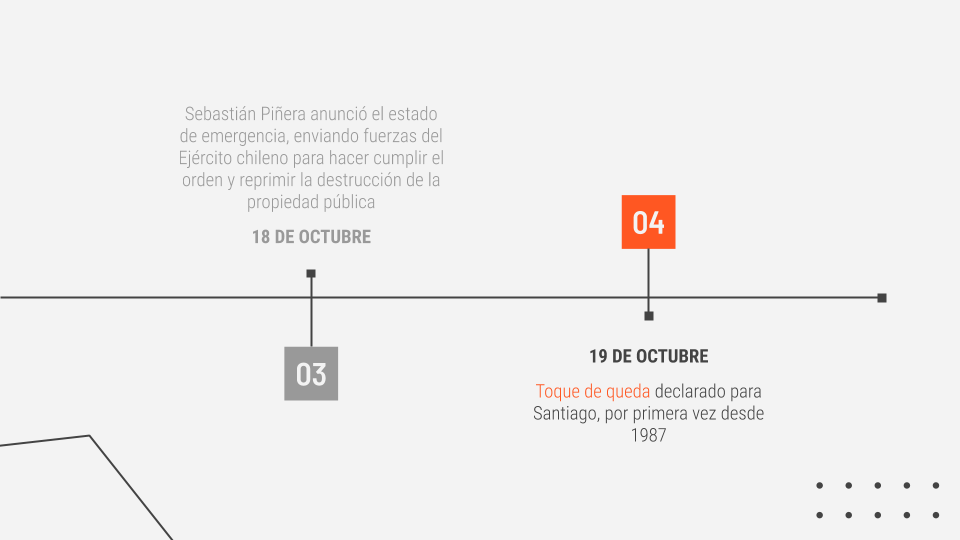 Sebastián Piñera anunció el estado
de emergencia, enviando fuerzas del
Ejército chileno para hacer cumplir el
orden y reprimir la destrucción de la
propiedad pública
18 DE OCTUBRE
03
04
19 DE OCTUBRE
Toque de queda declarado para
Santiago, por primera vez desde
1987